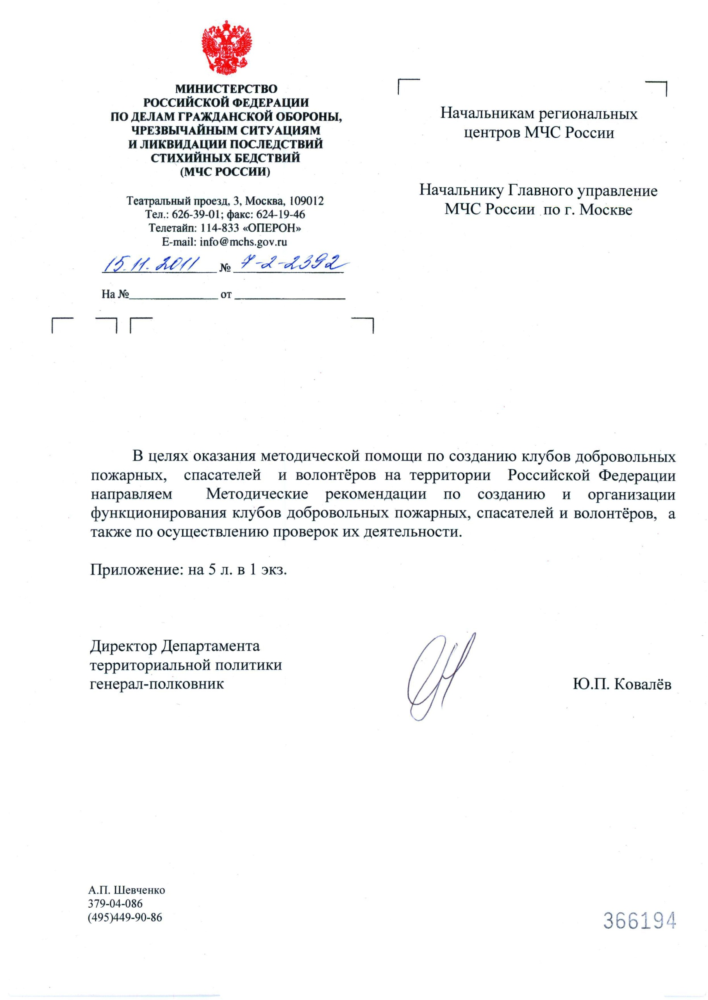 МИНИСТЕРСТВО
РОССИЙСКОЙ ФЕДЕРАЦИИ
ПО ДЕЛАМ ГРАЖДАНСКОЙ ОБОРОНЫ,
ЧРЕЗВЫЧАЙНЫМ СИТУАЦИЯМ
И ЛИКВИДАЦИИ ПОСЛЕДСТВИЙ
СТИХИЙНЫХ БЕДСТВИЙ
(МЧС РОССИИ)
Театральный проезд, 3, Москва, 109012
Тел.: 626-39-01; факс: 624-19-46
Телетайп: 114-833 «ОПЕРОН»
E-mail: info@mchs.gov.ru
15.11.2011 № 7-2-2392
На № от
Начальникам региональных
центров МЧС России
Начальнику Главного управление
МЧС России по г. Москве
В целях оказания методической помощи по созданию клубов добровольных
пожарных, спасателей и волонтёров на территории Российской Федерации
направляем Методические рекомендации по созданию и организации
функционирования клубов добровольных пожарных, спасателей и волонтёров, а
также по осуществлению проверок их деятельности.
Приложение: на 5 л. в 1 экз.
Директор Департамента
территориальной политики
генерал-полковник Ю.П. Ковалёв
А.П. Шевченко
379-04-086
(495)449-90-86
366194